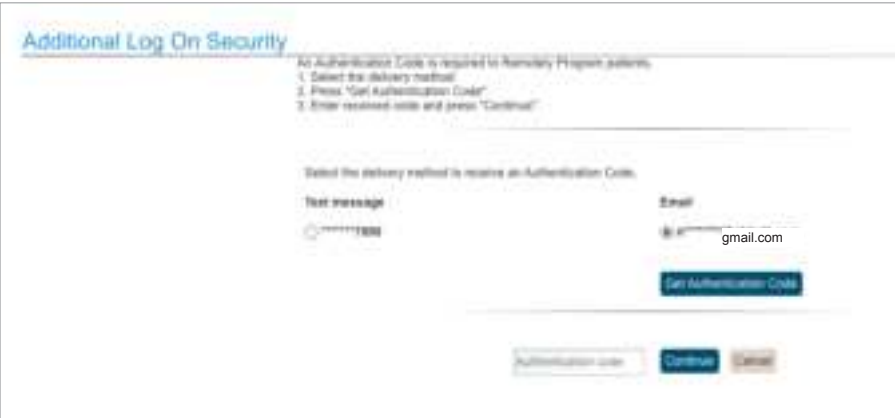 Additional Log On Security
An Authentication Code is required to Remotely Program patients.
1. Select the delivery method
2. Press "Get Authentication Code"
3. Enter received code and press "Continue"
Select the delivery method to receive an Authentication Code.
Text message
Email
gmail.com
Get Authentication Code
Authentication code
Continue
Cancel